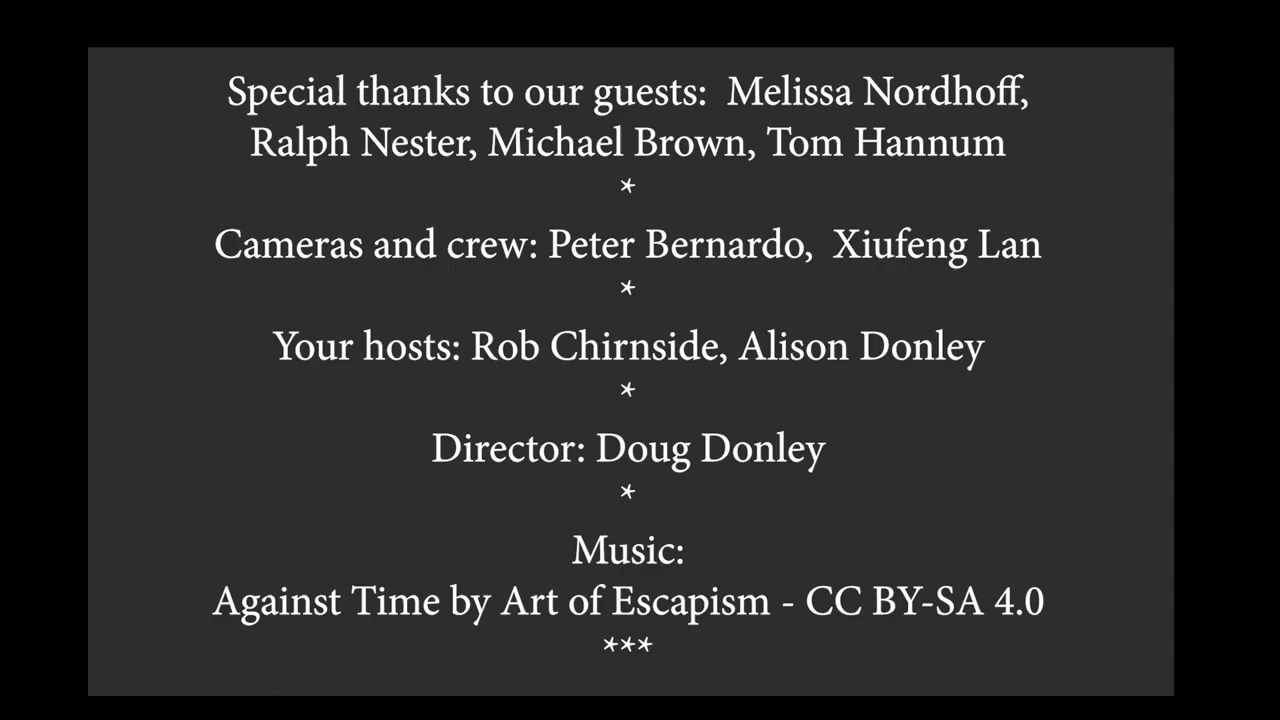 Special thanks to our guests:  Melissa Nordhoff,
Ralph Nester, Michael Brown, Tom Hannum
*
Cameras and crew: Peter Bernardo,  Xiufeng Lan
*
Your hosts: Rob Chirnside, Alison Donley
*
Director: Doug Donley
*
Music:
Against Time by Art of Escapism - CC BY-SA 4.0
***